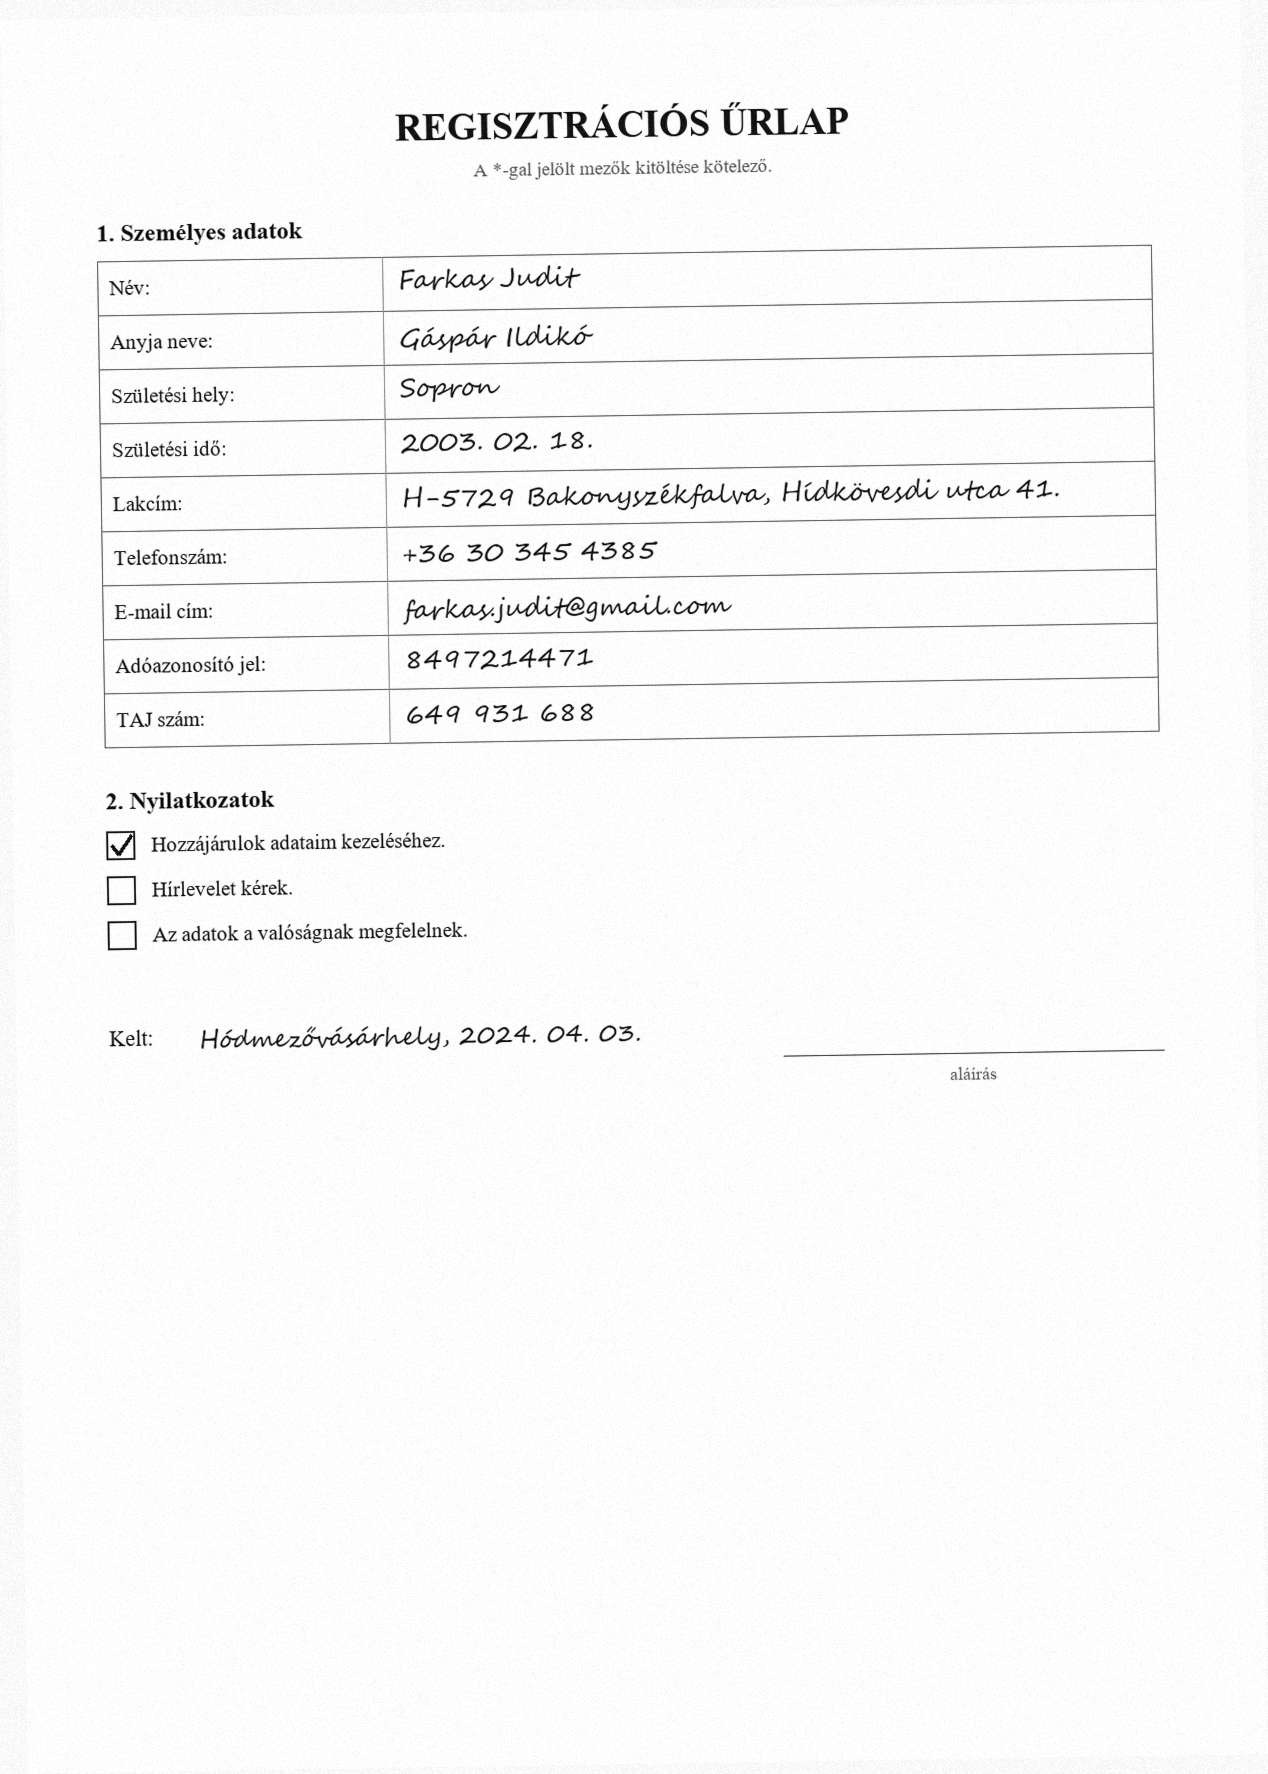 REGISZTRÁCIÓS ŰRLAP
A *-gal jelölt mezők kitöltése kötelező.
1. Személyes adatok
Név: Farkas Judit
Anyja neve: Gáspár Ildikó
Születési hely: Sopron
Születési idő: 2003. 02. 18.
Lakcím: H-5729 Bakonyszékfalva, Hídkövesdi utca 41.
Telefonszám: +36 30 345 4385
E-mail cím: farkas.judit@gmail.com
Adóazonosító jel: 8497214471
TAJ szám: 649 931 688
2. Nyilatkozatok
Hozzájárulok adataim kezeléséhez.
Hírlevelet kérek.
Az adatok a valóságnak megfelelnek.
Kelt: Hódmezővásárhely, 2024. 04. 03.
aláírás